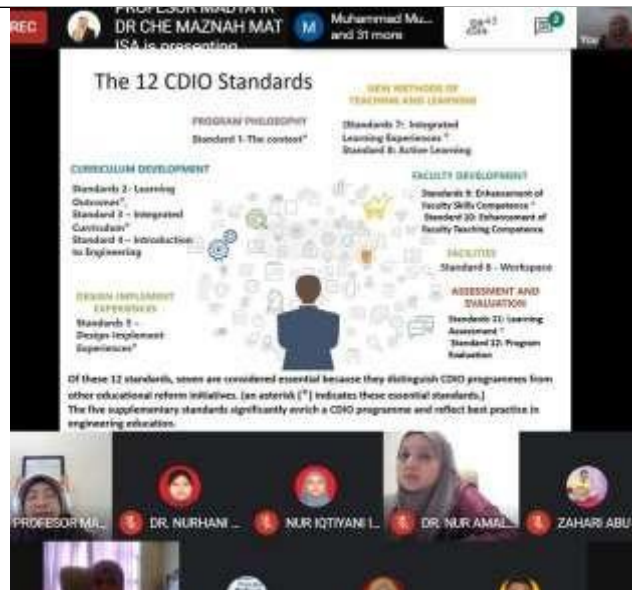 REC
PROFESOR MADYA IR
DR CHE MAZNAH MAT
ISA is presenting
M
Muhammad Mu...
and 31 more
43
2
You
The 12 CDIO Standards
PROGRAM PHILOSOPHY
Standard 1-The context*
NEW METHODS OF
TEACHING AND LEARNING
(Standards 7: Integrated
Learning Experiences *
Standard 8: Active Learning
CURRICULUM DEVELOPMENT
Standards 2- Learning
Outcomes*,
Standard 3 – Integrated
Curriculum*
Standard 4 – Introduction
to Engineering
FACULTY DEVELOPMENT
Standards 9: Enhancement of
Faculty Skills Competence *
Standard 10: Enhancement of
Faculty Teaching Competence
FACILITIES
Standard 6 - Workspace
DESIGN IMPLEMENT
EXPERIENCES
Standards 5 –
Design-Implement
Experiences*
ASSESSMENT AND
EVALUATION
Standards 11: Learning
Assessment *
Standard 12: Program
Evaluation
Of these 12 standards, seven are considered essential because they distinguish CDIO programmes from
other educational reform initiatives. (an asterisk [*] indicates these essential standards.)
The five supplementary standards significantly enrich a CDIO programme and reflect best practice in
engineering education.
PROFESOR MA...
DR. NURHANI ...
NUR IQTIYANI I...
DR. NUR AMAL...
ZAHARI ABU